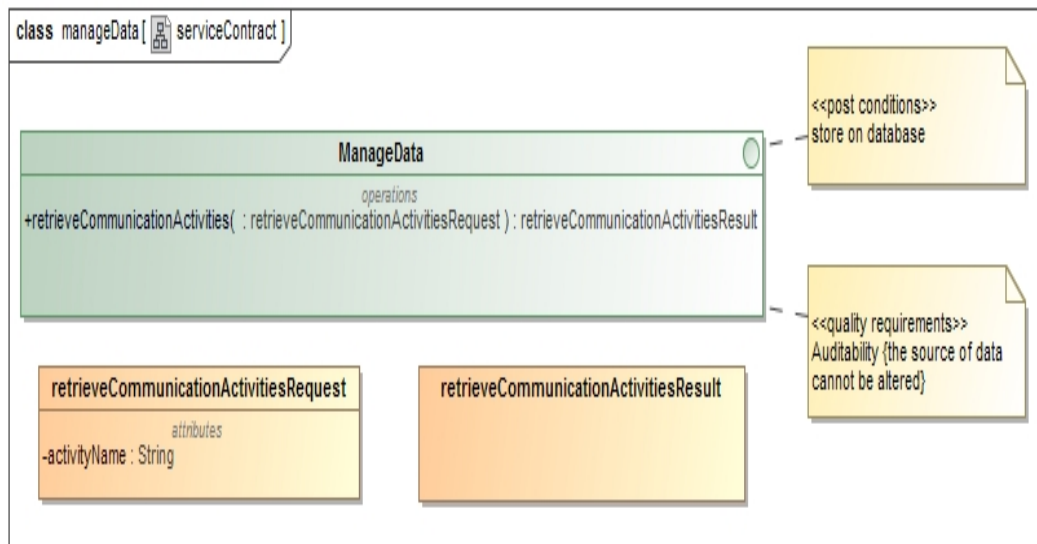 class manageData [ serviceContract ]
ManageData
operations
+retrieveCommunicationActivities( : retrieveCommunicationActivitiesRequest ) : retrieveCommunicationActivitiesResult
<<post conditions>>
store on database
<<quality requirements>>
Auditability {the source of data
cannot be altered}
retrieveCommunicationActivitiesRequest
attributes
-activityName : String
retrieveCommunicationActivitiesResult